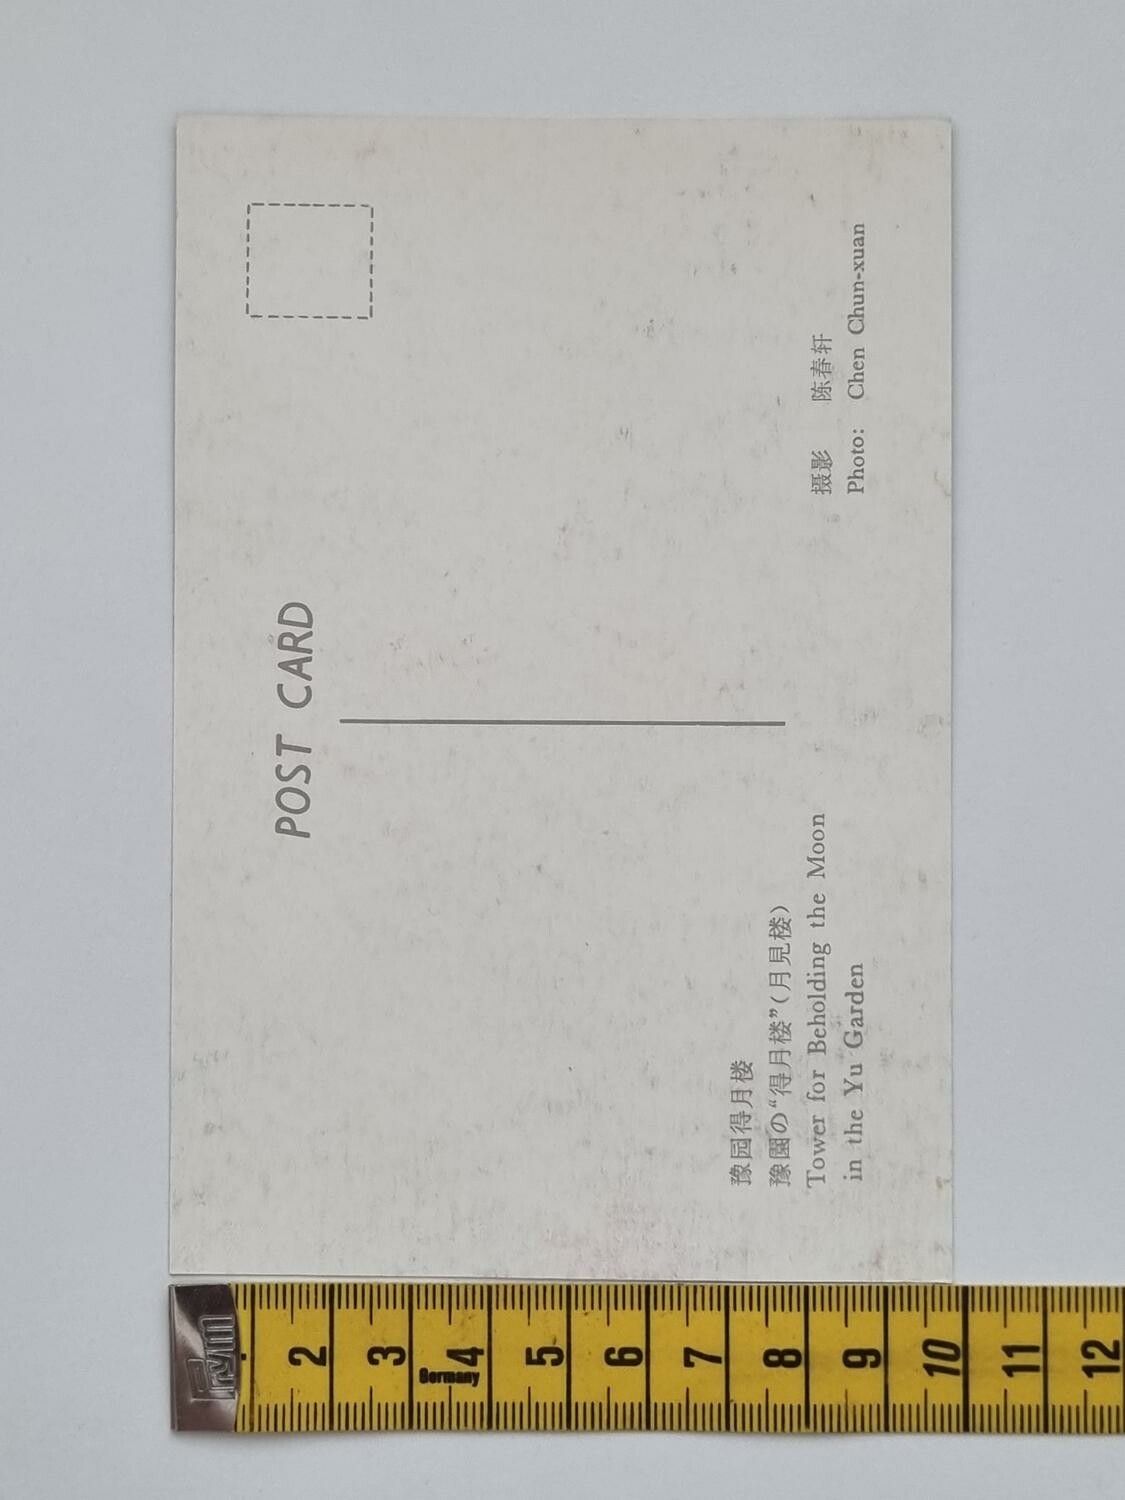 POST CARD
豫园得月楼
豫園の“得月楼”(月見楼)
Tower for Beholding the Moon
in the Yu Garden
摄影 陈春轩
Photo: Chen Chun-xuan
Prym
2 3 4 5 6 7 8 9 10 11 12
Germany